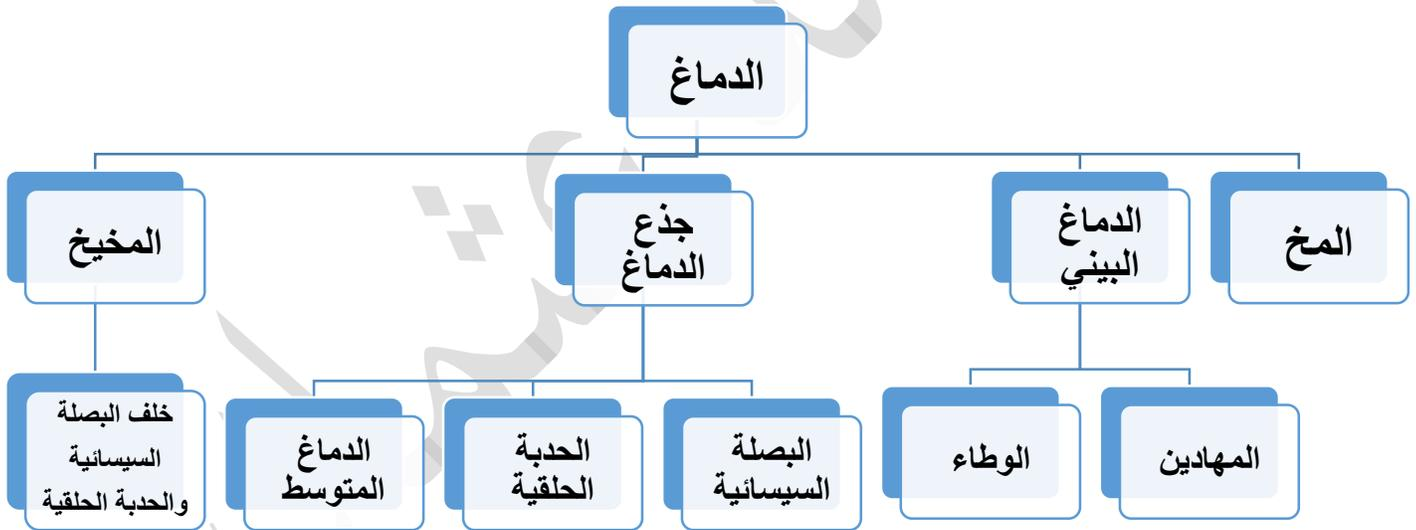 الدماغ
المخ
الدماغ
البيني
جذع
الدماغ
المخيخ
المهادين
الوطاء
البصلة
السيسائية
الحدبة
الحلقية
الدماغ
المتوسط
خلف البصلة
السيسائية
والحدبة الحلقية